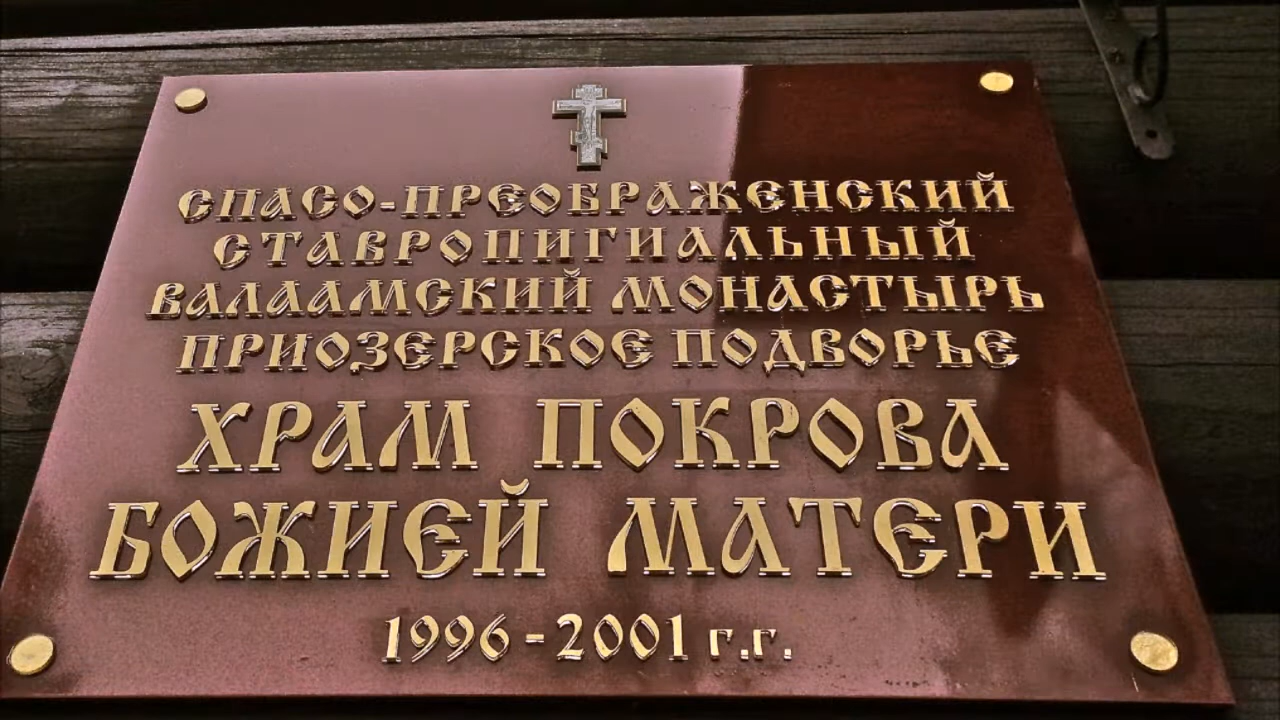 СПАСО-ПРЕОБРАЖЕНСКИЙ
СТАВРОПИГИАЛЬНЫЙ
ВАЛААМСКИЙ МОНАСТЫРЬ
ПРИОЗЕРСКОЕ ПОДВОРЬЕ
ХРАМ ПОКРОВА
БОЖИЕЙ МАТЕРИ
1996-2001 г.г.